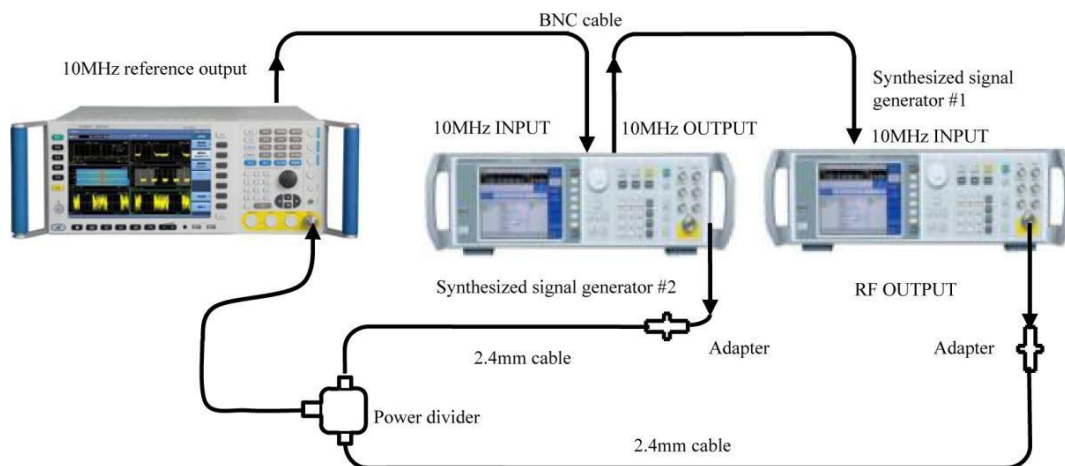 BNC cable
10MHz reference output
Synthesized signal
generator #1
10MHz INPUT
10MHz OUTPUT
10MHz INPUT
Synthesized signal generator #2
RF OUTPUT
Adapter
Adapter
2.4mm cable
Power divider
2.4mm cable